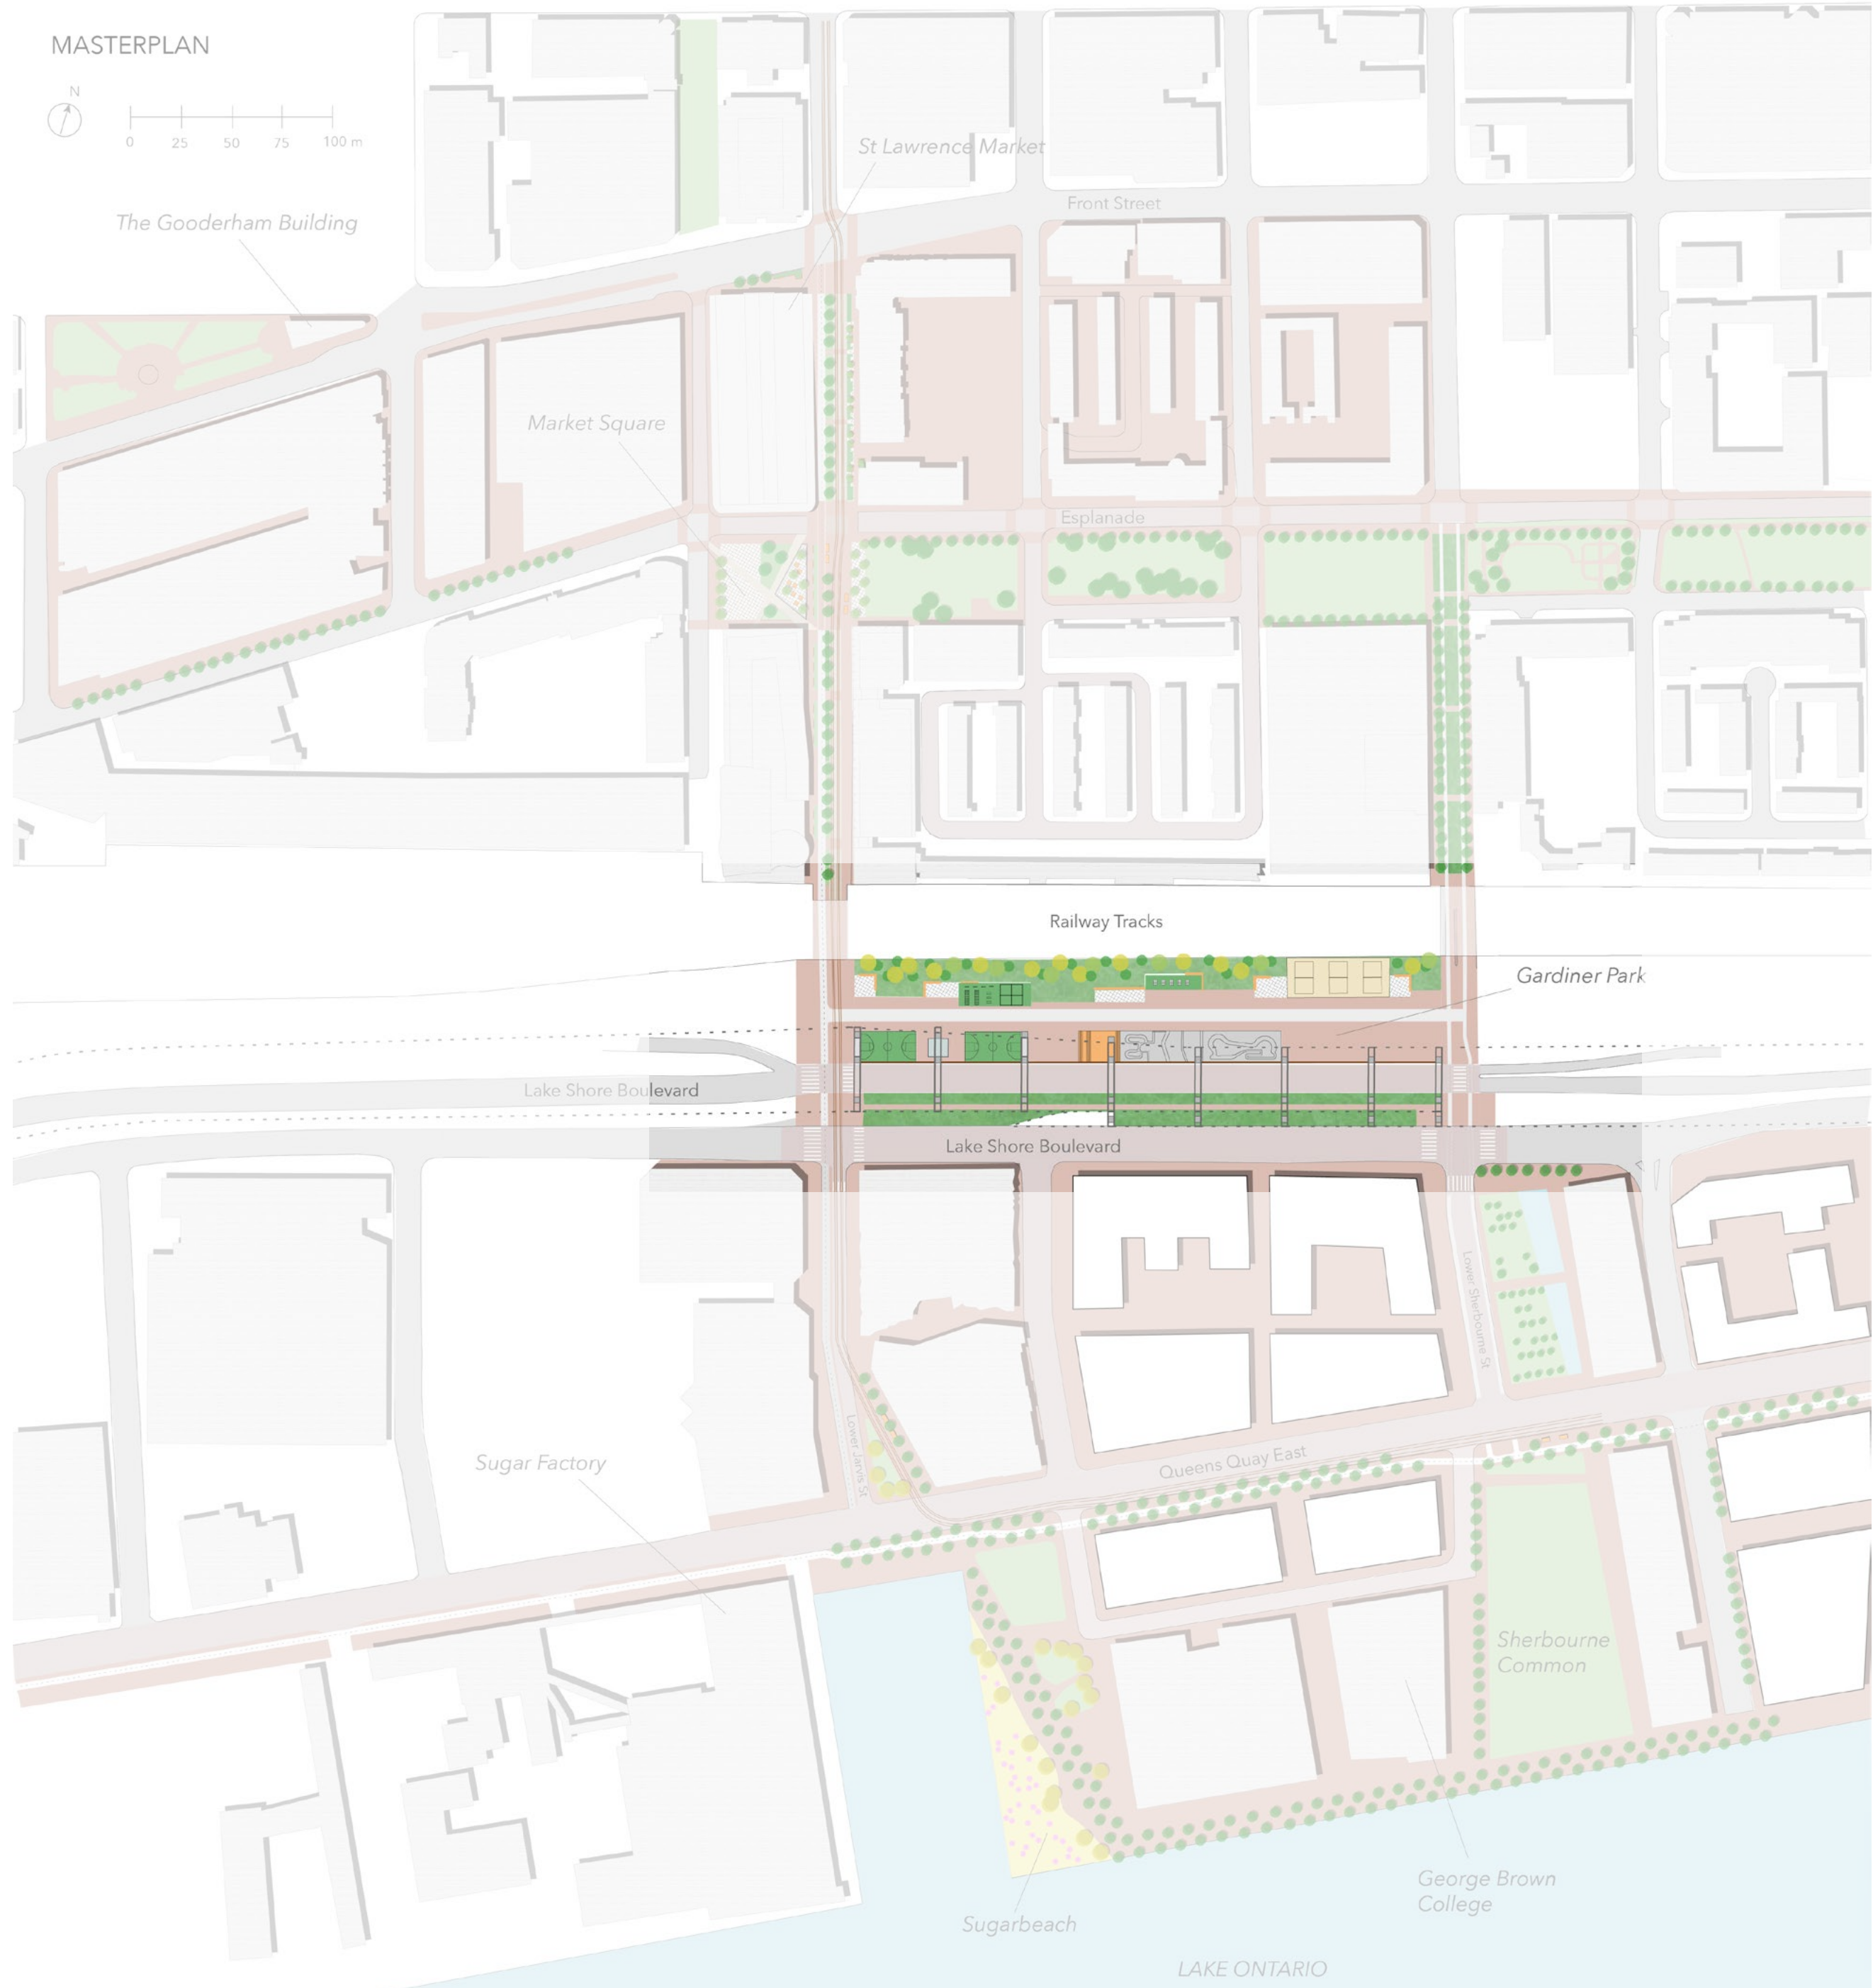 MASTERPLAN
N
0 25 50 75 100 m
St Lawrence Market
Front Street
The Gooderham Building
Market Square
Esplanade
Railway Tracks
Gardiner Park
Lake Shore Boulevard
Lake Shore Boulevard
Lower Sherbourne St
Lower Jarvis St
Queens Quay East
Sugar Factory
Sherbourne
Common
George Brown
College
Sugarbeach
LAKE ONTARIO